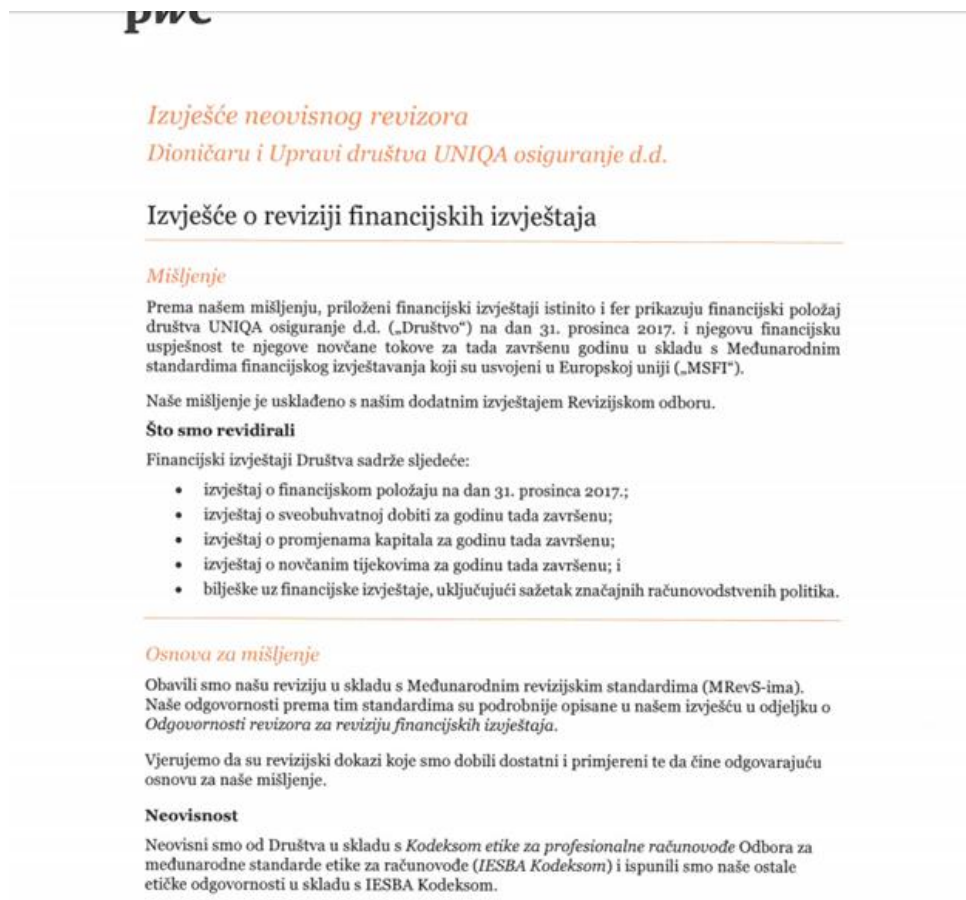 pwc
Izvješće neovisnog revizora
Dioničaru i Upravi društva UNIQA osiguranje d.d.
Izvješće o reviziji financijskih izvještaja
Mišljenje
Prema našem mišljenju, priloženi financijski izvještaji istinito i fer prikazuju financijski položaj
društva UNIQA osiguranje d.d. („Društvo“) na dan 31. prosinca 2017. i njegovu financijsku
uspješnost te njegove novčane tokove za tada završenu godinu u skladu s Međunarodnim
standardima financijskog izvještavanja koji su usvojeni u Europskoj uniji („MSFI“).
Naše mišljenje je usklađeno s našim dodatnim izvještajem Revizijskom odboru.
Što smo revidirali
Financijski izvještaji Društva sadrže sljedeće:
• izvještaj o financijskom položaju na dan 31. prosinca 2017.;
• izvještaj o sveobuhvatnoj dobiti za godinu tada završenu;
• izvještaj o promjenama kapitala za godinu tada završenu;
• izvještaj o novčanim tijekovima za godinu tada završenu; i
• bilješke uz financijske izvještaje, uključujući sažetak značajnih računovodstvenih politika.
Osnova za mišljenje
Obavili smo našu reviziju u skladu s Međunarodnim revizijskim standardima (MRevS-ima).
Naše odgovornosti prema tim standardima su podrobnije opisane u našem izvješću u odjeljku o
Odgovornosti revizora za reviziju financijskih izvještaja.
Vjerujemo da su revizijski dokazi koje smo dobili dostatni i primjereni te da čine odgovarajuću
osnovu za naše mišljenje.
Neovisnost
Neovisni smo od Društva u skladu s Kodeksom etike za profesionalne računovođe Odbora za
međunarodne standarde etike za računovođe (IESBA Kodeksom) i ispunili smo naše ostale
etičke odgovornosti u skladu s IESBA Kodeksom.